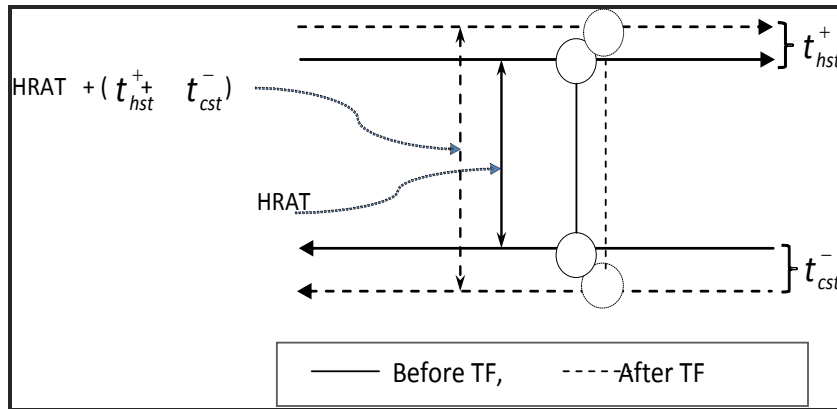 t⁺hst
HRAT + (t⁺hst + t⁻cst)
HRAT
t⁻cst
Before TF, After TF